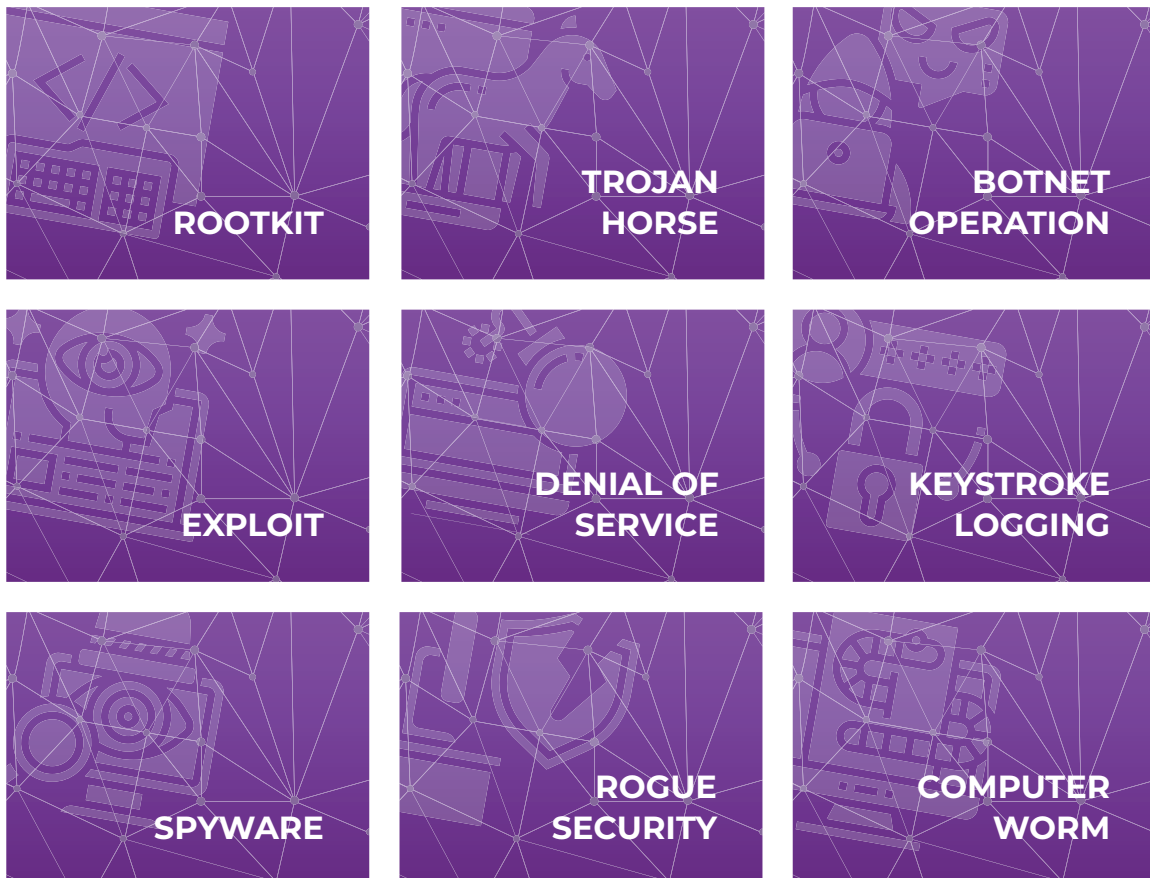 ROOTKIT
TROJAN
HORSE
BOTNET
OPERATION
EXPLOIT
DENIAL OF
SERVICE
KEYSTROKE
LOGGING
SPYWARE
ROGUE
SECURITY
COMPUTER
WORM